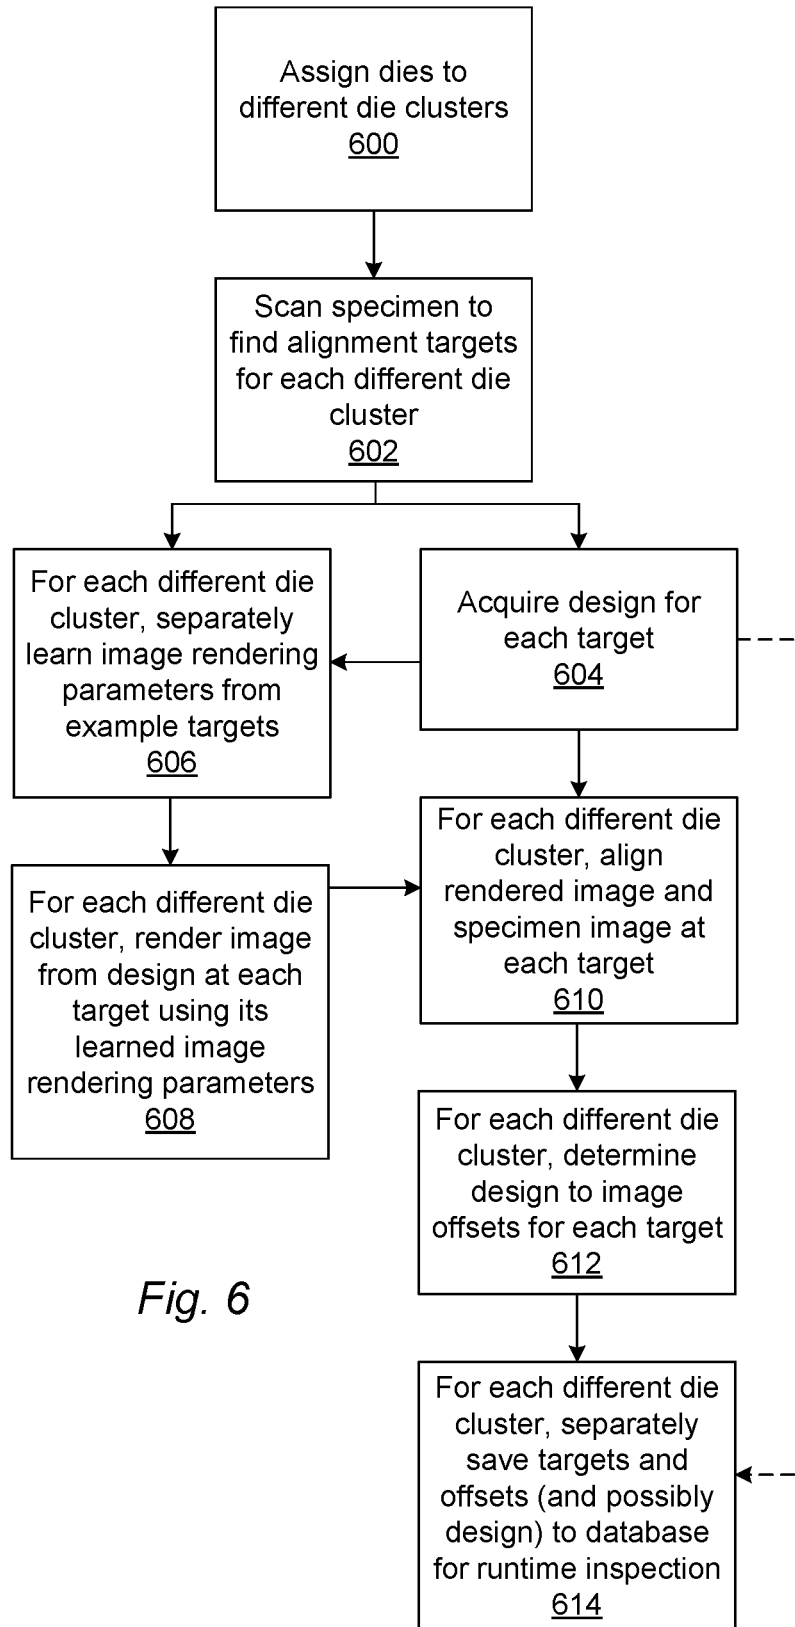 Assign dies to
different die clusters
600
Scan specimen to
find alignment targets
for each different die
cluster
602
For each different die
cluster, separately
learn image rendering
parameters from
example targets
606
Acquire design for
each target
604
For each different die
cluster, render image
from design at each
target using its
learned image
rendering parameters
608
For each different die
cluster, align
rendered image and
specimen image at
each target
610
For each different die
cluster, determine
design to image
offsets for each target
612
Fig. 6
For each different die
cluster, separately
save targets and
offsets (and possibly
design) to database
for runtime inspection
614